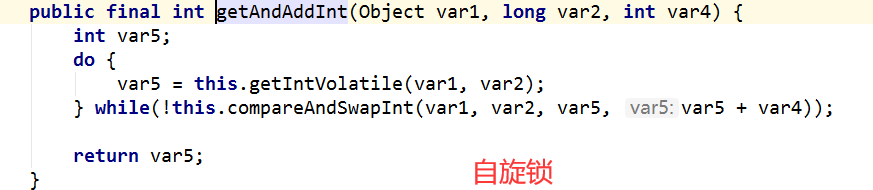 public final int getAndAddInt(Object var1, long var2, int var4) {
    int var5;
    do {
        var5 = this.getIntVolatile(var1, var2);
    } while(!this.compareAndSwapInt(var1, var2, var5, var5: var5 + var4));
    return var5;
自旋锁
}